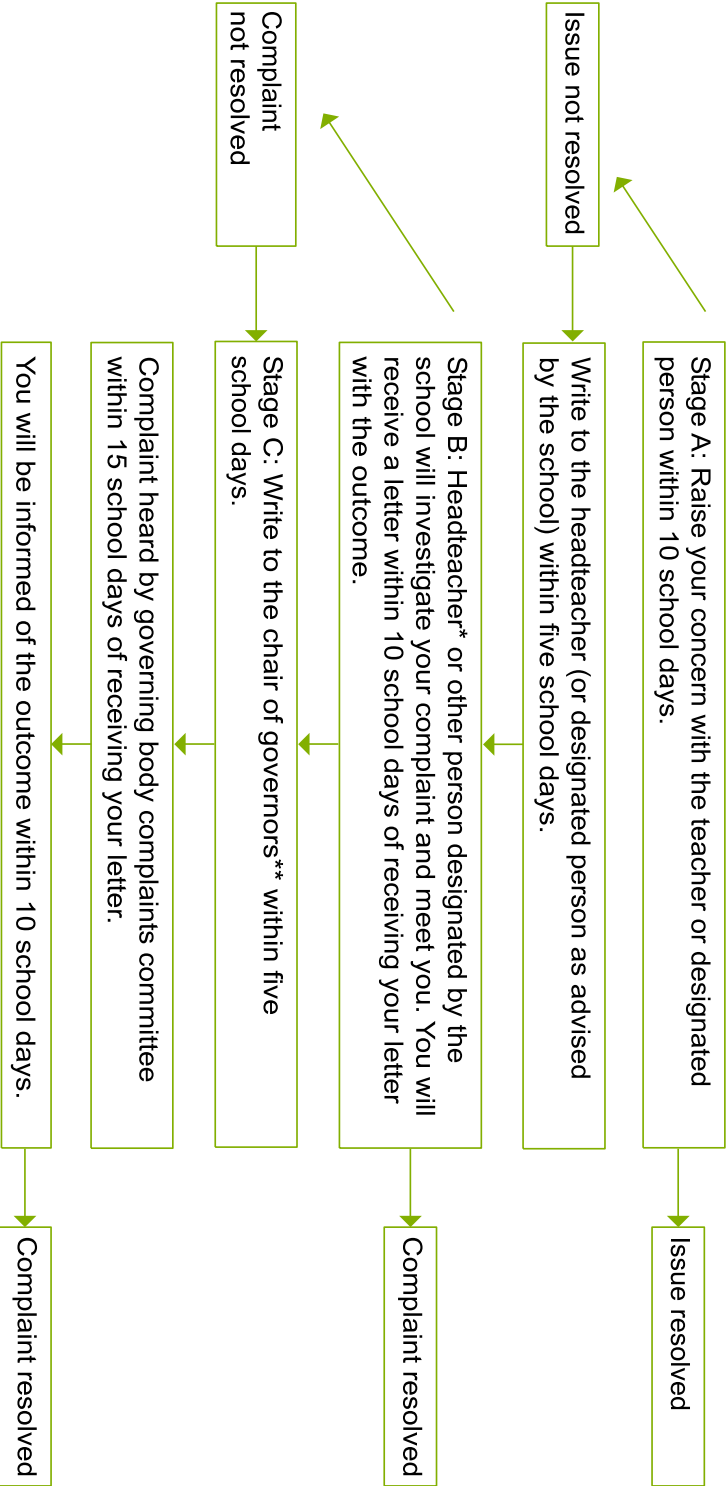 Stage A: Raise your concern with the teacher or designated
person within 10 school days.
Issue resolved
Issue not resolved
Write to the headteacher (or designated person as advised
by the school) within five school days.
Stage B: Headteacher* or other person designated by the
school will investigate your complaint and meet you. You will
receive a letter within 10 school days of receiving your letter
with the outcome.
Complaint resolved
Complaint
not resolved
Stage C: Write to the chair of governors** within five
school days.
Complaint heard by governing body complaints committee
within 15 school days of receiving your letter.
You will be informed of the outcome within 10 school days.
Complaint resolved